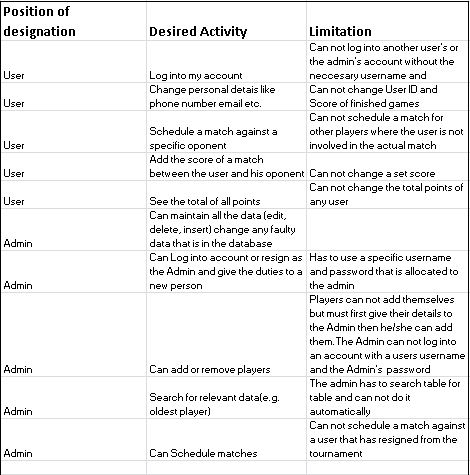 Position of designation
Desired Activity
Limitation
User
Log into my account
Can not log into another user's or
the admin's account without the
neccesary username and
User
Change personal detais like
phone number email etc.
Can not change User ID and
Score of finished games
User
Schedule a match against a
specific opponent
Can not schedule a match for
other players where the user is not
involved in the actual match
User
Add the score of a match
between the user and his opponent
Can not change a set score
User
See the total of all points
Can not change the total points of
any user
Admin
Can maintain all the data (edit,
delete, insert) change any faulty
data that is in the database
Admin
Can Log into account or resign as
the Admin and give the duties to a
new person
Has to use a specific username
and password that is allocated to
the admin
Admin
Can add or remove players
Players can not add themselves
but must first give their details to
the Admin then he/she can add
them. The Admin can not log into
an account with a users username
and the Admin's password
Admin
Search for relevant data(e.g.
oldest player)
The admin has to search table for
table and can not do it
automatically
Admin
Can Schedule matches
Can not schedule a match against
a user that has resigned from the
tournament